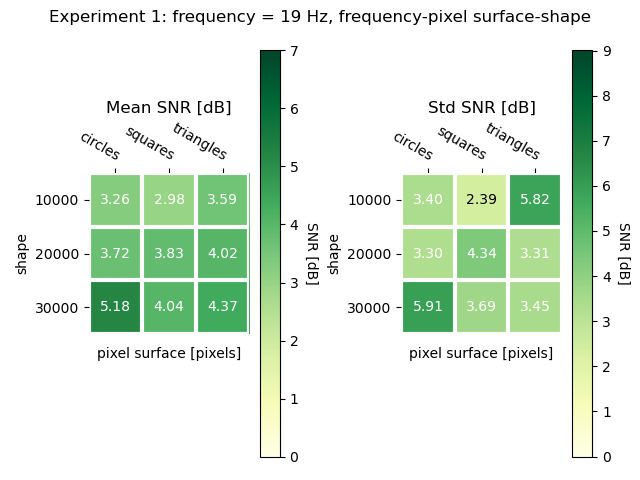 Experiment 1: frequency = 19 Hz, frequency-pixel surface-shape
Mean SNR [dB]
circles squares triangles
shape
10000 3.26 2.98 3.59
20000 3.72 3.83 4.02
30000 5.18 4.04 4.37
pixel surface [pixels]
7
6
5
4
3
2
1
0
SNR [dB]
Std SNR [dB]
circles squares triangles
shape
10000 3.40 2.39 5.82
20000 3.30 4.34 3.31
30000 5.91 3.69 3.45
pixel surface [pixels]
9
8
7
6
5
4
3
2
1
0
SNR [dB]